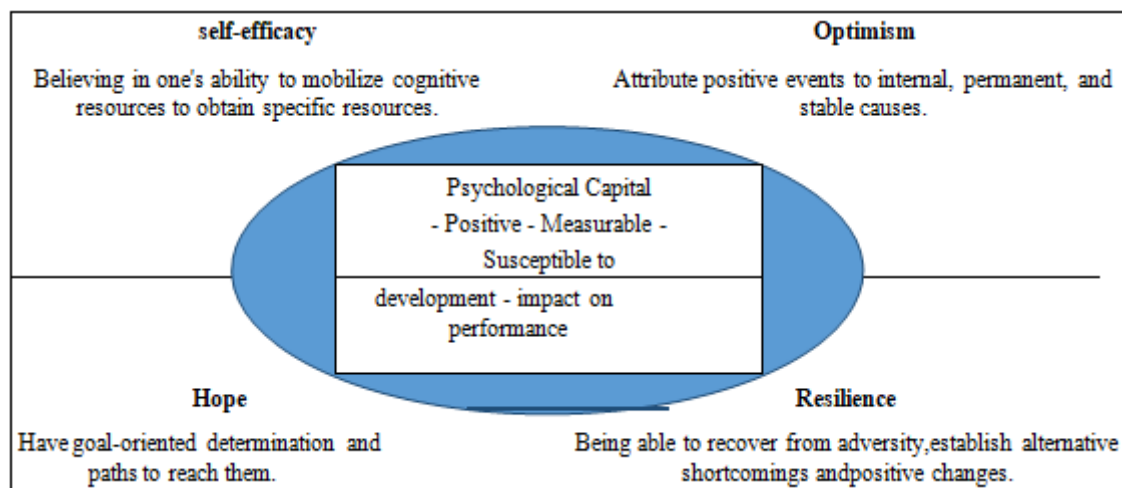 self-efficacy
Believing in one's ability to mobilize cognitive
resources to obtain specific resources.
Optimism
Attribute positive events to internal, permanent, and
stable causes.
Psychological Capital
- Positive - Measurable -
Susceptible to
development - impact on
performance
Hope
Have goal-oriented determination and
paths to reach them.
Resilience
Being able to recover from adversity,establish alternative
shortcomings andpositive changes.